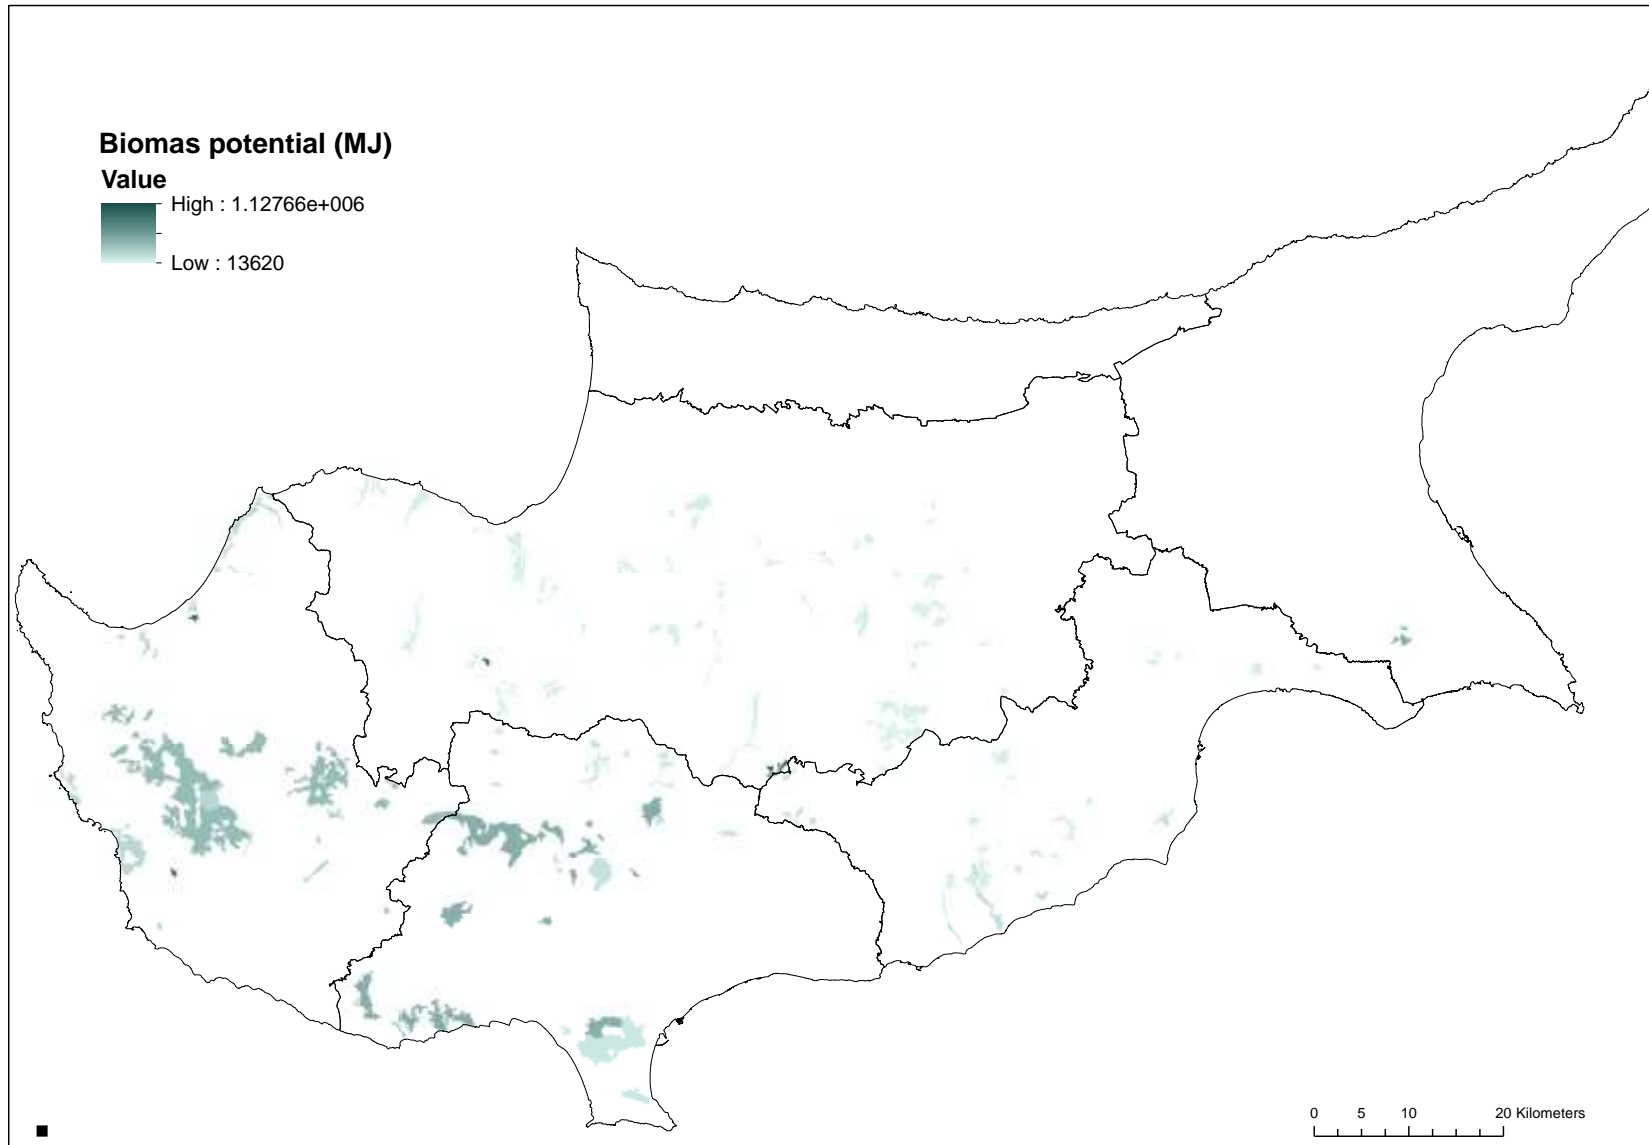 Biomas potential (MJ)
Value
High : 1.12766e+006
Low : 13620
0 5 10 20 Kilometers